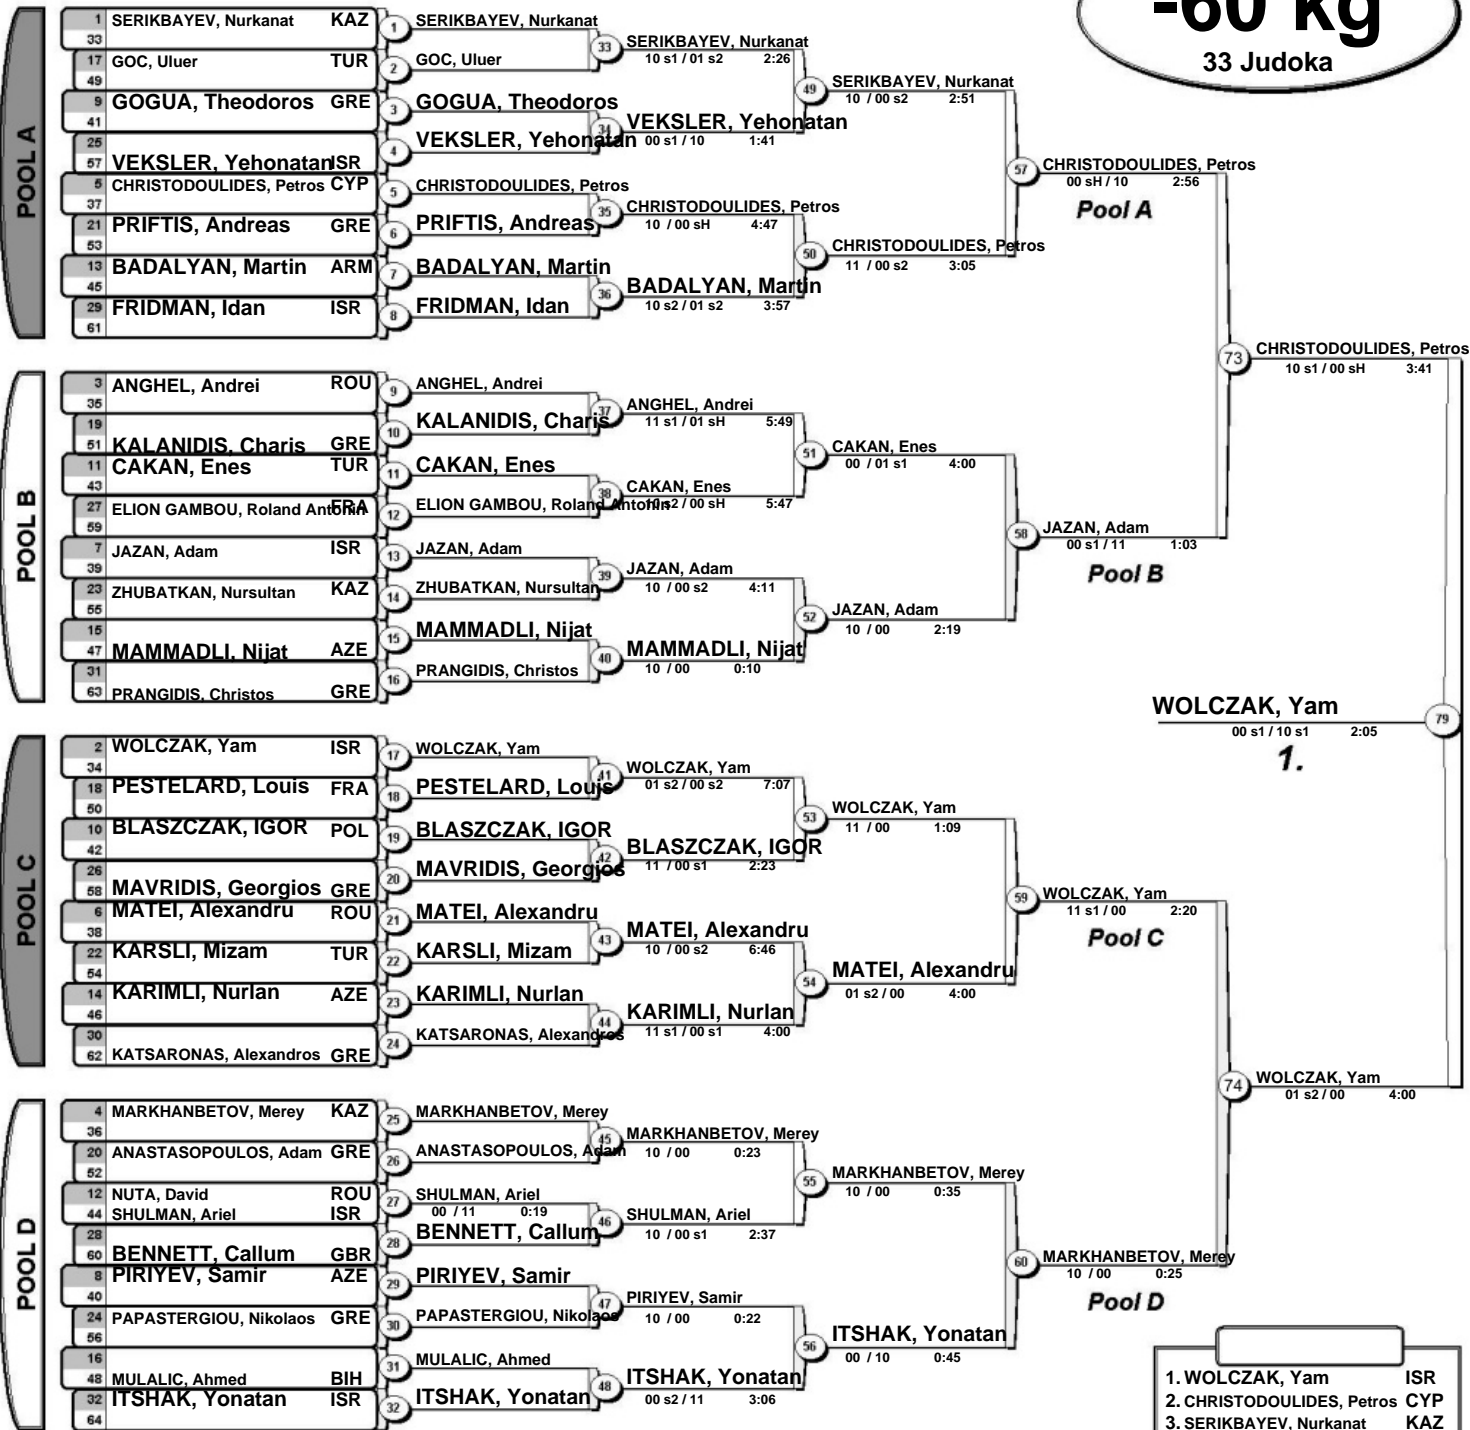 -60 kg
33 Judoka
POOL A
1 SERIKBAYEV, Nurkanat KAZ
33
17 GOC, Uluer TUR
49
9 GOGUA, Theodoros GRE
41
25
57 VEKSLER, Yehonatan ISR
5 CHRISTODOULIDES, Petros CYP
37
21 PRIFTIS, Andreas GRE
53
13 BADALYAN, Martin ARM
45
29 FRIDMAN, Idan ISR
61
1 SERIKBAYEV, Nurkanat
2 GOC, Uluer
3 GOGUA, Theodoros
4 VEKSLER, Yehonatan
5 CHRISTODOULIDES, Petros
6 PRIFTIS, Andreas
7 BADALYAN, Martin
8 FRIDMAN, Idan
33 SERIKBAYEV, Nurkanat
10 s1 / 01 s2 2:26
34 VEKSLER, Yehonatan
00 s1 / 10 1:41
35 CHRISTODOULIDES, Petros
10 / 00 sH 4:47
36 BADALYAN, Martin
10 s2 / 01 s2 3:57
49 SERIKBAYEV, Nurkanat
10 / 00 s2 2:51
50 CHRISTODOULIDES, Petros
11 / 00 s2 3:05
57 CHRISTODOULIDES, Petros
00 sH / 10 2:56
Pool A
POOL B
3 ANGHEL, Andrei ROU
35
19
51 KALANIDIS, Charis GRE
11 CAKAN, Enes TUR
43
27 ELION GAMBOU, Roland Antonin FRA
59
7 JAZAN, Adam ISR
39
23 ZHUBATKAN, Nursultan KAZ
55
15
47 MAMMADLI, Nijat AZE
31
63 PRANGIDIS, Christos GRE
9 ANGHEL, Andrei
10 KALANIDIS, Charis
11 CAKAN, Enes
12 ELION GAMBOU, Roland Antonin
13 JAZAN, Adam
14 ZHUBATKAN, Nursultan
15 MAMMADLI, Nijat
16 PRANGIDIS, Christos
37 ANGHEL, Andrei
11 s1 / 01 sH 5:49
38 CAKAN, Enes
10 s2 / 00 sH 5:47
39 JAZAN, Adam
10 / 00 s2 4:11
40 MAMMADLI, Nijat
10 / 00 0:10
51 CAKAN, Enes
00 / 01 s1 4:00
52 JAZAN, Adam
10 / 00 2:19
58 JAZAN, Adam
00 s1 / 11 1:03
Pool B
73 CHRISTODOULIDES, Petros
10 s1 / 00 sH 3:41
WOLCZAK, Yam 79
00 s1 / 10 s1 2:05
1.
POOL C
2 WOLCZAK, Yam ISR
34
18 PESTELARD, Louis FRA
50
10 BLASZCZAK, IGOR POL
42
26
58 MAVRIDIS, Georgios GRE
6 MATEI, Alexandru ROU
38
22 KARSLI, Mizam TUR
54
14 KARIMLI, Nurlan AZE
46
30
62 KATSARONAS, Alexandros GRE
17 WOLCZAK, Yam
18 PESTELARD, Louis
19 BLASZCZAK, IGOR
20 MAVRIDIS, Georgios
21 MATEI, Alexandru
22 KARSLI, Mizam
23 KARIMLI, Nurlan
24 KATSARONAS, Alexandros
41 WOLCZAK, Yam
01 s2 / 00 s2 7:07
42 BLASZCZAK, IGOR
11 / 00 s1 2:23
43 MATEI, Alexandru
10 / 00 s2 6:46
44 KARIMLI, Nurlan
11 s1 / 00 s1 4:00
53 WOLCZAK, Yam
11 / 00 1:09
54 MATEI, Alexandru
01 s2 / 00 4:00
59 WOLCZAK, Yam
11 s1 / 00 2:20
Pool C
POOL D
4 MARKHANBETOV, Merey KAZ
36
20 ANASTASOPOULOS, Adam GRE
52
12 NUTA, David ROU
44 SHULMAN, Ariel ISR
28
60 BENNETT, Callum GBR
8 PIRIYEV, Samir AZE
40
24 PAPASTERGIOU, Nikolaos GRE
56
16
48 MULALIC, Ahmed BIH
32 ITSHAK, Yonatan ISR
64
25 MARKHANBETOV, Merey
26 ANASTASOPOULOS, Adam
27 SHULMAN, Ariel
00 / 11 0:19
28 BENNETT, Callum
29 PIRIYEV, Samir
30 PAPASTERGIOU, Nikolaos
31 MULALIC, Ahmed
32 ITSHAK, Yonatan
45 MARKHANBETOV, Merey
10 / 00 0:23
46 SHULMAN, Ariel
10 / 00 s1 2:37
47 PIRIYEV, Samir
10 / 00 0:22
48 ITSHAK, Yonatan
00 s2 / 11 3:06
55 MARKHANBETOV, Merey
10 / 00 0:35
56 ITSHAK, Yonatan
00 / 10 0:45
60 MARKHANBETOV, Merey
10 / 00 0:25
Pool D
74 WOLCZAK, Yam
01 s2 / 00 4:00
1. WOLCZAK, Yam ISR
2. CHRISTODOULIDES, Petros CYP
3. SERIKBAYEV, Nurkanat KAZ